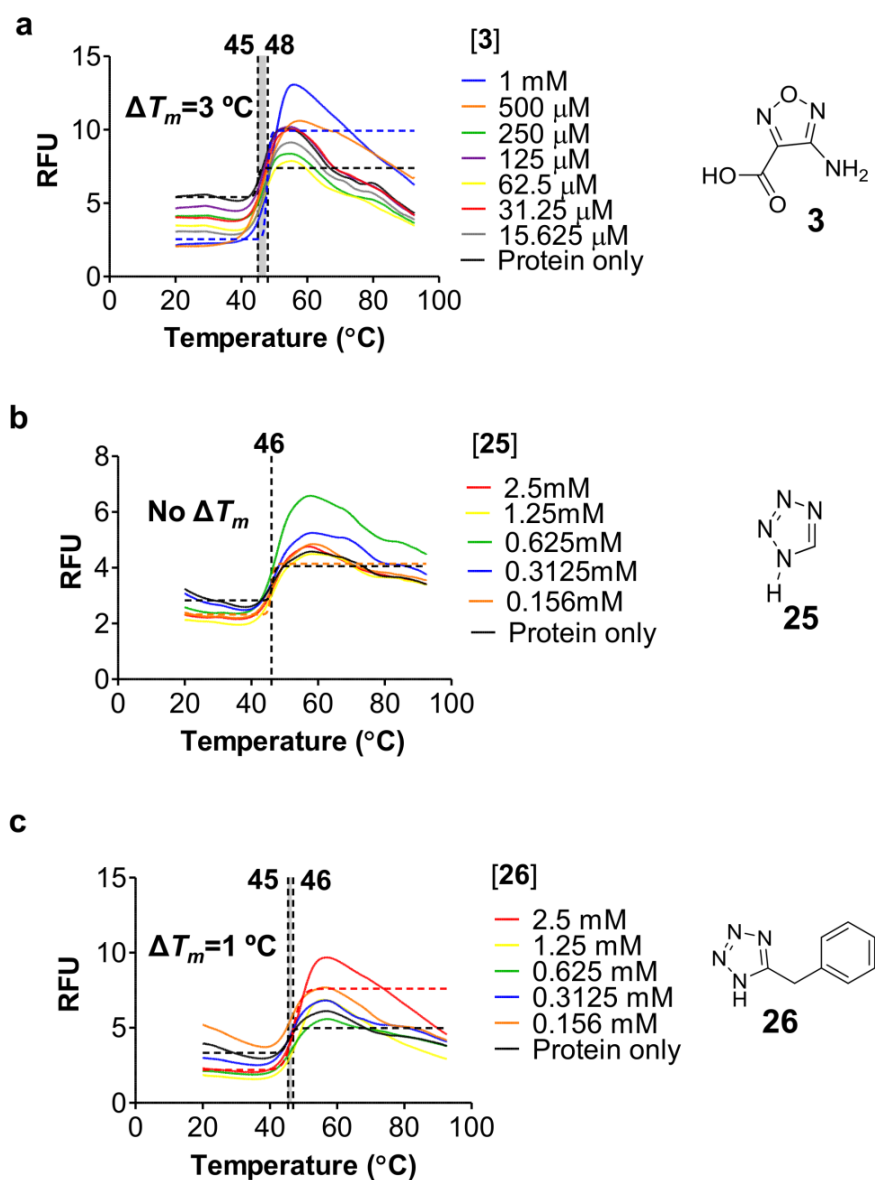 a
45 48
ΔTm=3 ºC
15
10
5
0
RFU
0 20 40 60 80 100
Temperature (°C)
[3]
1 mM
500 μM
250 μM
125 μM
62.5 μM
31.25 μM
15.625 μM
Protein only
O
N N
HO NH2
O
3
b
46
No ΔTm
8
6
4
2
0
RFU
0 20 40 60 80 100
Temperature (°C)
[25]
2.5mM
1.25mM
0.625mM
0.3125mM
0.156mM
Protein only
N
N N
N
H
25
c
45 46
ΔTm=1 ºC
15
10
5
0
RFU
0 20 40 60 80 100
Temperature (°C)
[26]
2.5 mM
1.25 mM
0.625 mM
0.3125 mM
0.156 mM
Protein only
N N
N
N
H
26